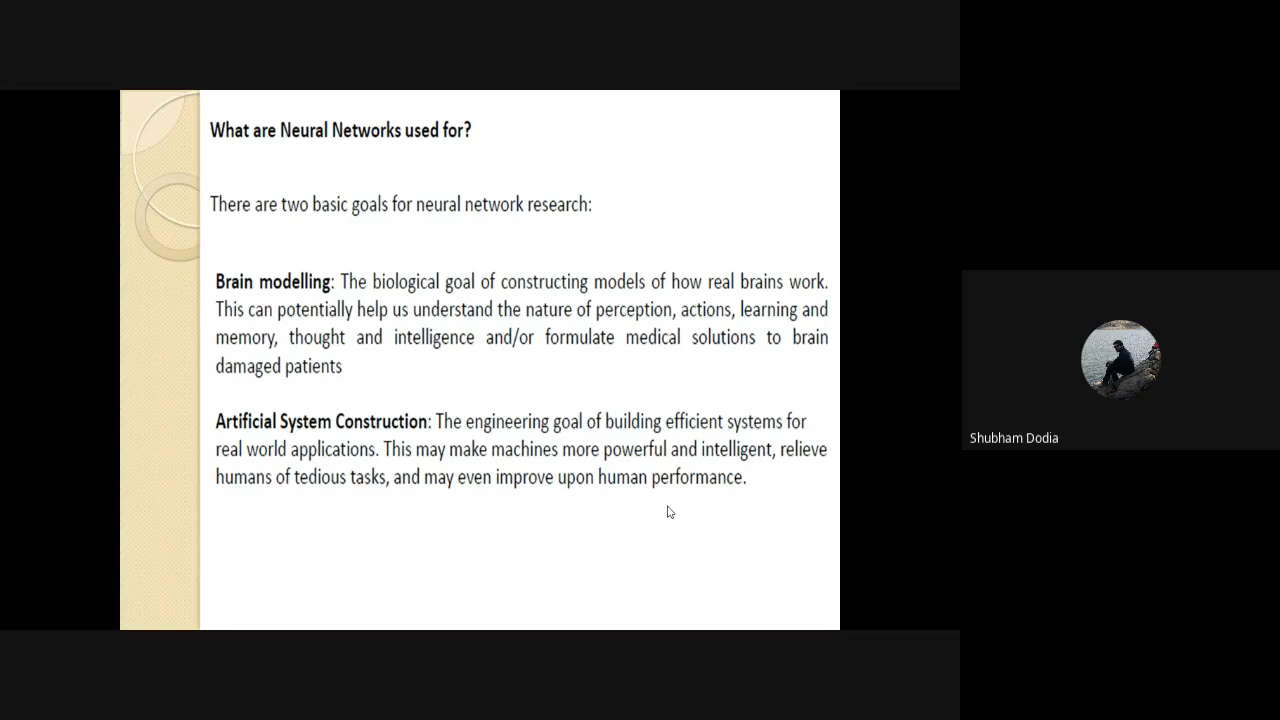 What are Neural Networks used for?
There are two basic goals for neural network research:
Brain modelling: The biological goal of constructing models of how real brains work.
This can potentially help us understand the nature of perception, actions, learning and
memory, thought and intelligence and/or formulate medical solutions to brain
damaged patients
Artificial System Construction: The engineering goal of building efficient systems for
real world applications. This may make machines more powerful and intelligent, relieve
humans of tedious tasks, and may even improve upon human performance.
Shubham Dodia